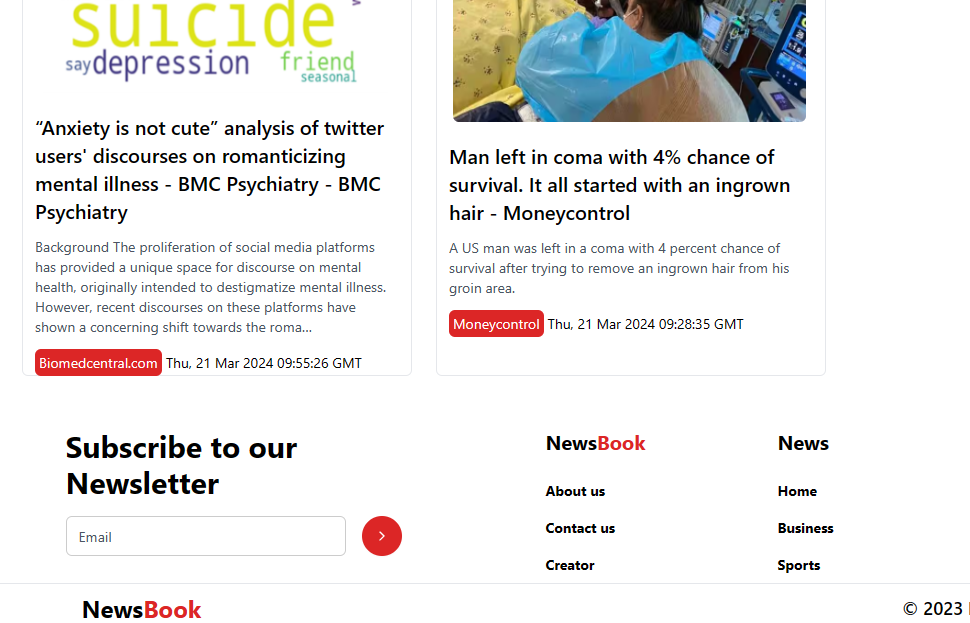 suicide
say depression friend
seasonal
“Anxiety is not cute” analysis of twitter
users' discourses on romanticizing
mental illness - BMC Psychiatry - BMC
Psychiatry
Background The proliferation of social media platforms
has provided a unique space for discourse on mental
health, originally intended to destigmatize mental illness.
However, recent discourses on these platforms have
shown a concerning shift towards the roma...
Biomedcentral.com Thu, 21 Mar 2024 09:55:26 GMT
Man left in coma with 4% chance of
survival. It all started with an ingrown
hair - Moneycontrol
A US man was left in a coma with 4 percent chance of
survival after trying to remove an ingrown hair from his
groin area.
Moneycontrol Thu, 21 Mar 2024 09:28:35 GMT
Subscribe to our
Newsletter
Email
NewsBook
About us
Contact us
Creator
News
Home
Business
Sports
NewsBook
© 2023